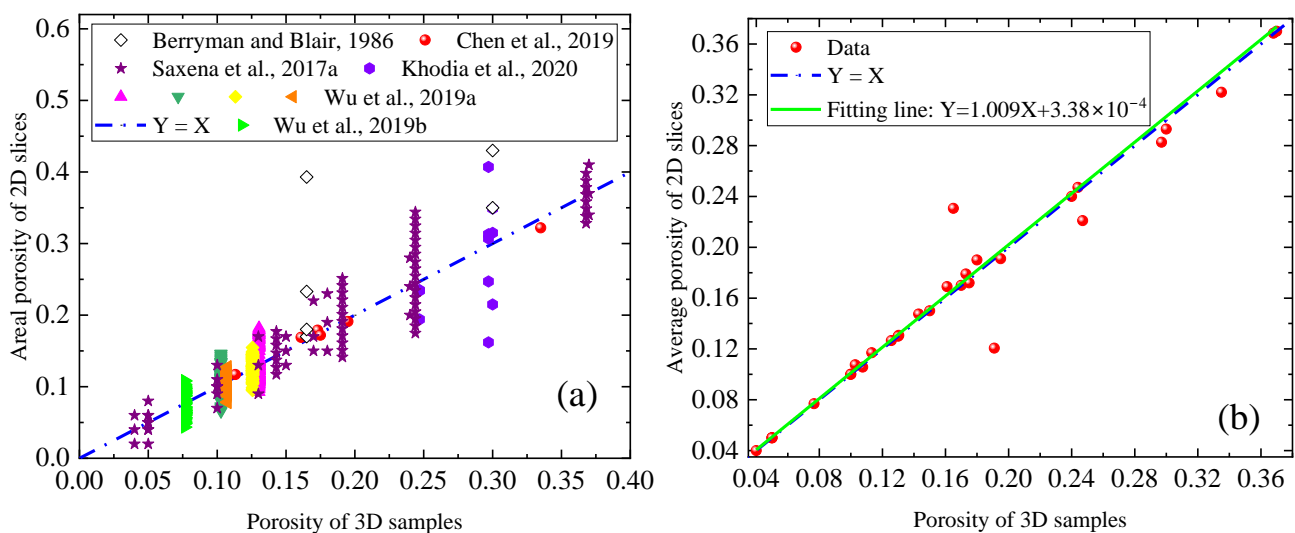 Areal porosity of 2D slices
0.6
0.5
0.4
0.3
0.2
0.1
0.0
Berryman and Blair, 1986 Chen et al., 2019
Saxena et al., 2017a Khodia et al., 2020
Wu et al., 2019a
Y = X Wu et al., 2019b
(a)
0.00 0.05 0.10 0.15 0.20 0.25 0.30 0.35 0.40
Porosity of 3D samples
Average porosity of 2D slices
0.36
0.32
0.28
0.24
0.20
0.16
0.12
0.08
0.04
Data
Y = X
Fitting line: Y=1.009X+3.38×10⁻⁴
(b)
0.04 0.08 0.12 0.16 0.20 0.24 0.28 0.32 0.36
Porosity of 3D samples